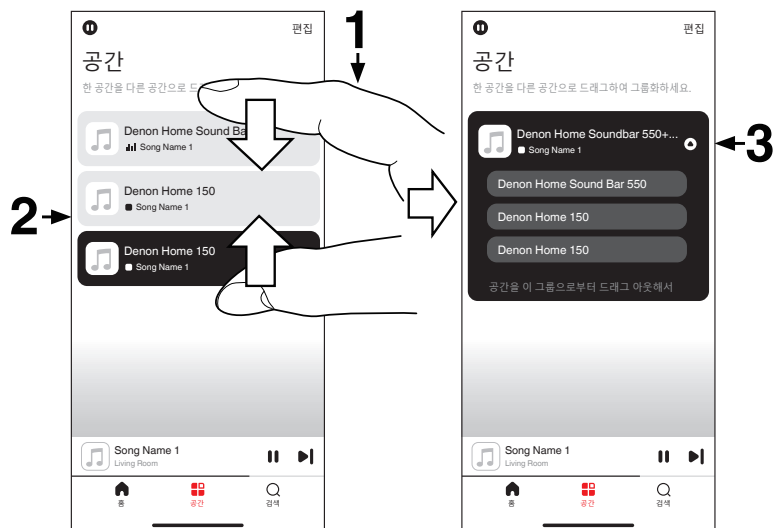 편집
공간
한 공간을 다른 공간으로
Denon Home Sound Ba
Song Name 1
Denon Home 150
Song Name 1
Denon Home 150
Song Name 1
Song Name 1
Living Room
홈
공간
검색
1
2
편집
공간
한 공간을 다른 공간으로 드래그하여 그룹화하세요.
Denon Home Soundbar 550+...
Song Name 1
Denon Home Sound Bar 550
Denon Home 150
Denon Home 150
공간을 이 그룹으로부터 드래그 아웃해서
Song Name 1
Living Room
홈
공간
검색
3